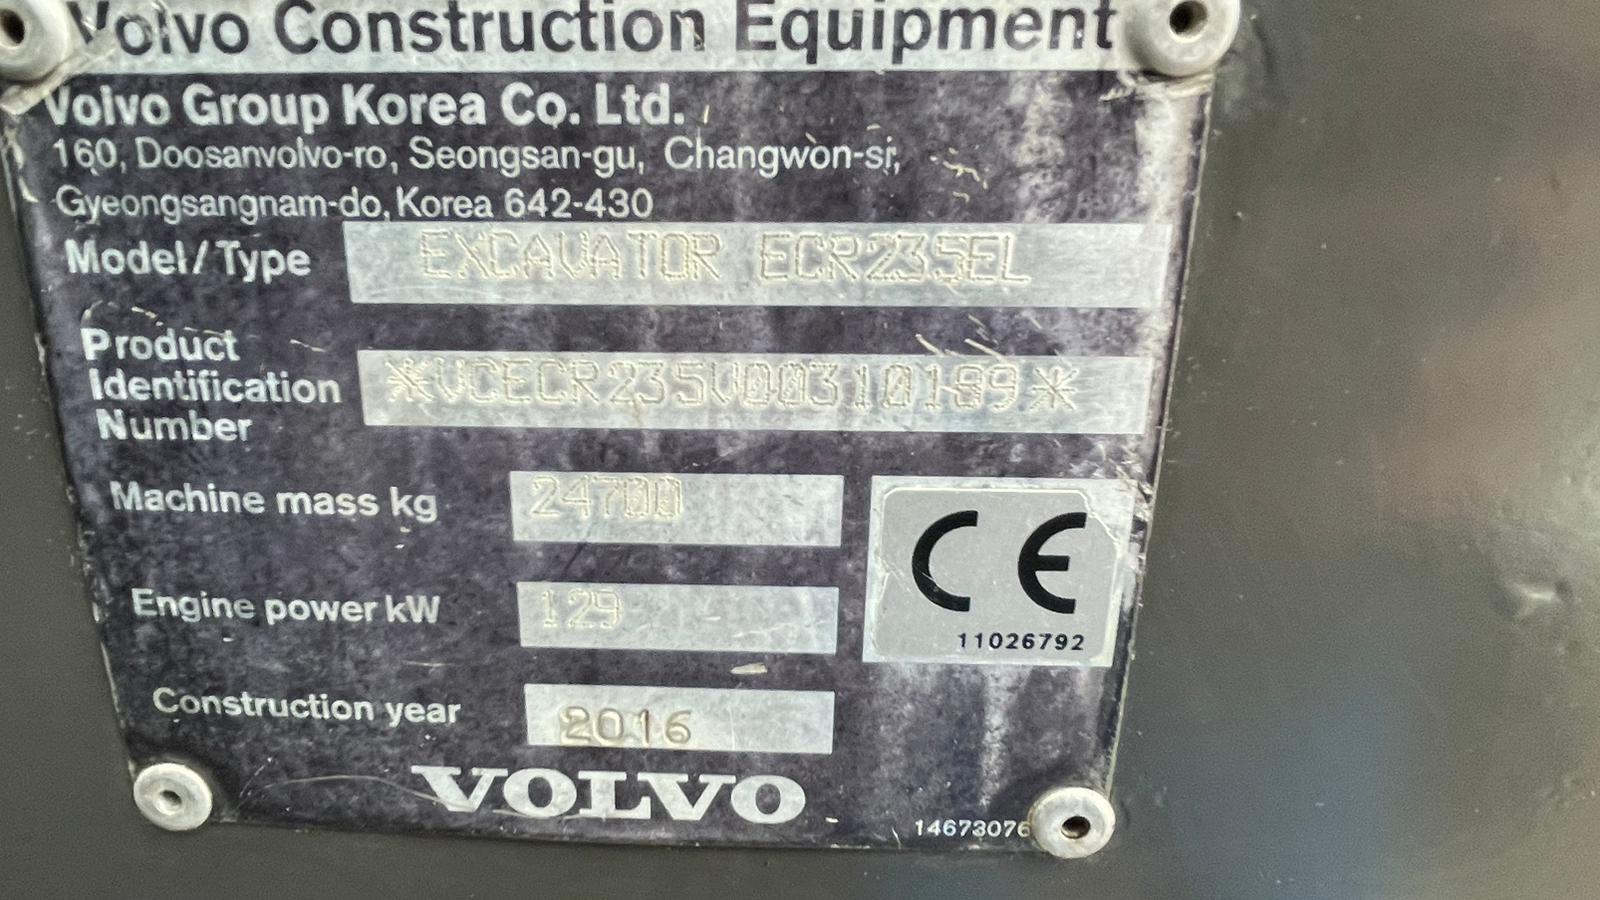 Volvo Construction Equipment
Volvo Group Korea Co. Ltd.
160, Doosanvolvo-ro, Seongsan-gu, Changwon-si,
Gyeongsangnam-do, Korea 642-430
Model/Type EXCAVATOR ECR235EL
Product
Identification
Number
*VCECR235V00310199*
Machine mass kg 24700
Engine power kW 129
Construction year 2016
CE
11026792
VOLVO
14673076